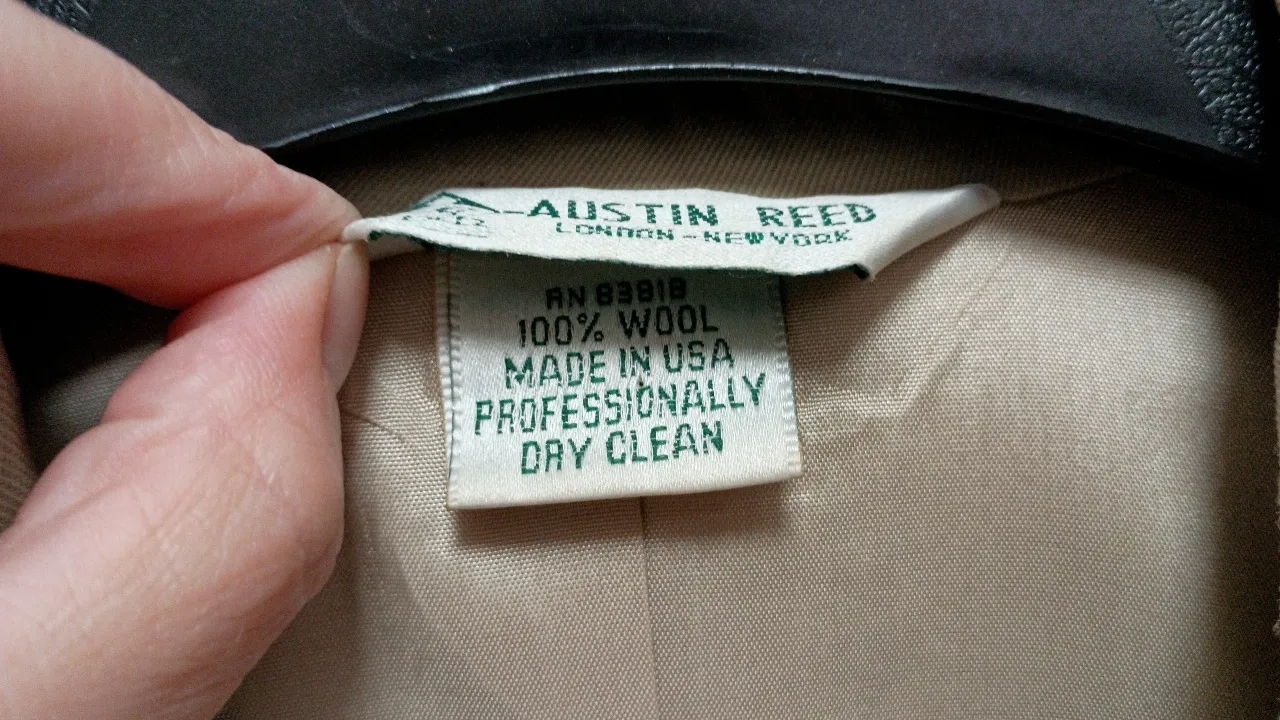 AUSTIN REED
LONDON - NEW YORK
RN 83818
100% WOOL
MADE IN USA
PROFESSIONALLY
DRY CLEAN